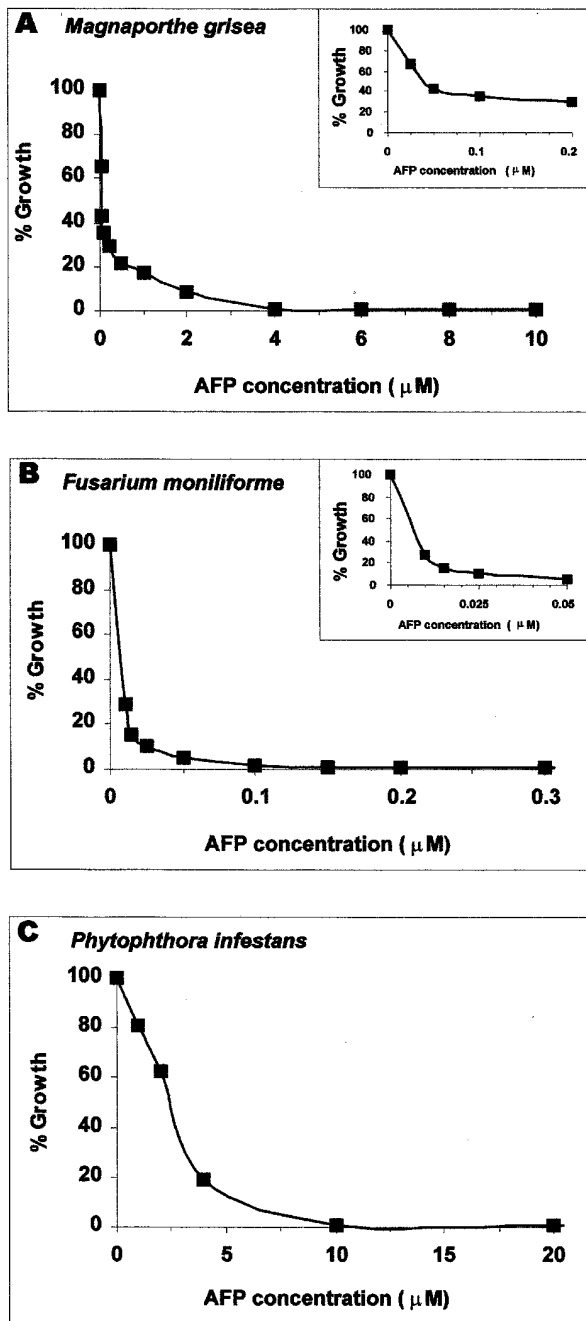 A Magnaporthe grisea
100
80
60
40
20
0
% Growth
0 2 4 6 8 10
AFP concentration ( μM)
100
80
60
40
20
0
% Growth
0 0.1 0.2
AFP concentration ( μM)
B Fusarium moniliforme
100
80
60
40
20
0
% Growth
0 0.1 0.2 0.3
AFP concentration ( μM)
100
80
60
40
20
0
% Growth
0 0.025 0.05
AFP concentration ( μM)
C Phytophthora infestans
100
80
60
40
20
0
% Growth
0 5 10 15 20
AFP concentration ( μM)